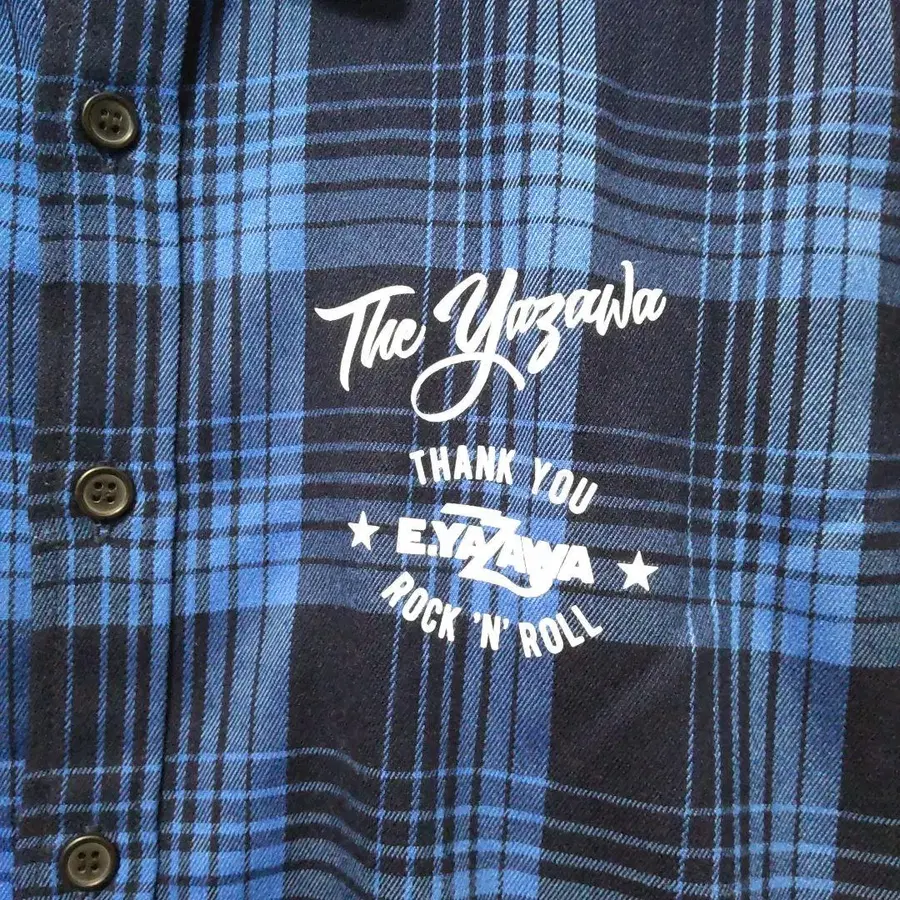 The Yazawa
THANK YOU
E.YAZAWA
ROCK 'N' ROLL